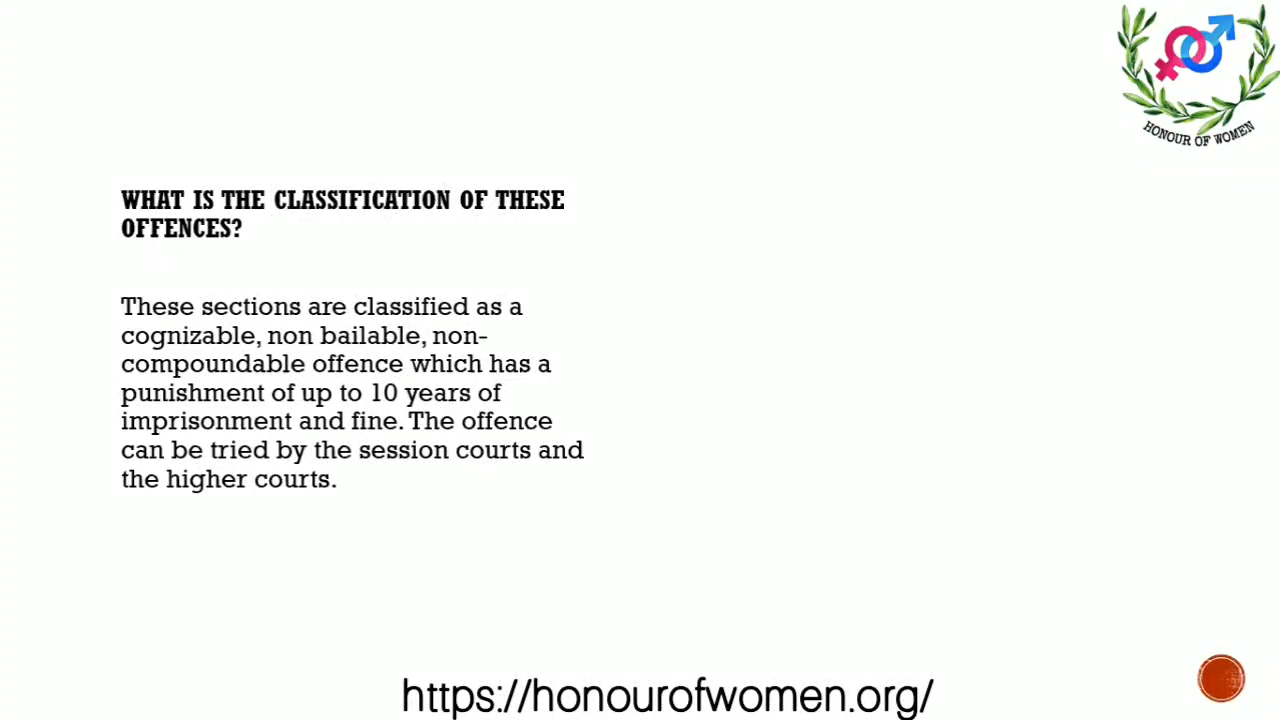 HONOUR OF WOMEN
WHAT IS THE CLASSIFICATION OF THESE
OFFENCES?
These sections are classified as a
cognizable, non bailable, non-
compoundable offence which has a
punishment of up to 10 years of
imprisonment and fine. The offence
can be tried by the session courts and
the higher courts.
https://honourofwomen.org/